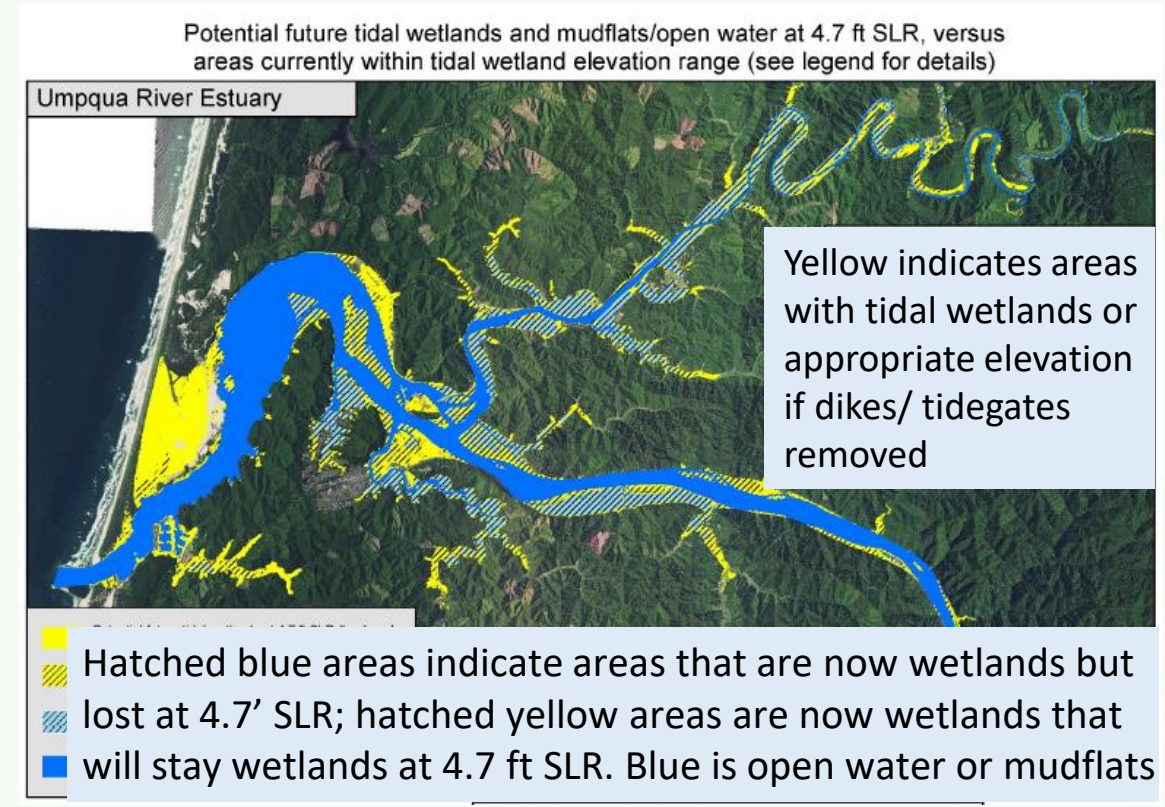 Potential future tidal wetlands and mudflats/open water at 4.7 ft SLR, versus
areas currently within tidal wetland elevation range (see legend for details)
Umpqua River Estuary
Yellow indicates areas
with tidal wetlands or
appropriate elevation
if dikes/ tidegates
removed
Hatched blue areas indicate areas that are now wetlands but
lost at 4.7’ SLR; hatched yellow areas are now wetlands that
will stay wetlands at 4.7 ft SLR. Blue is open water or mudflats